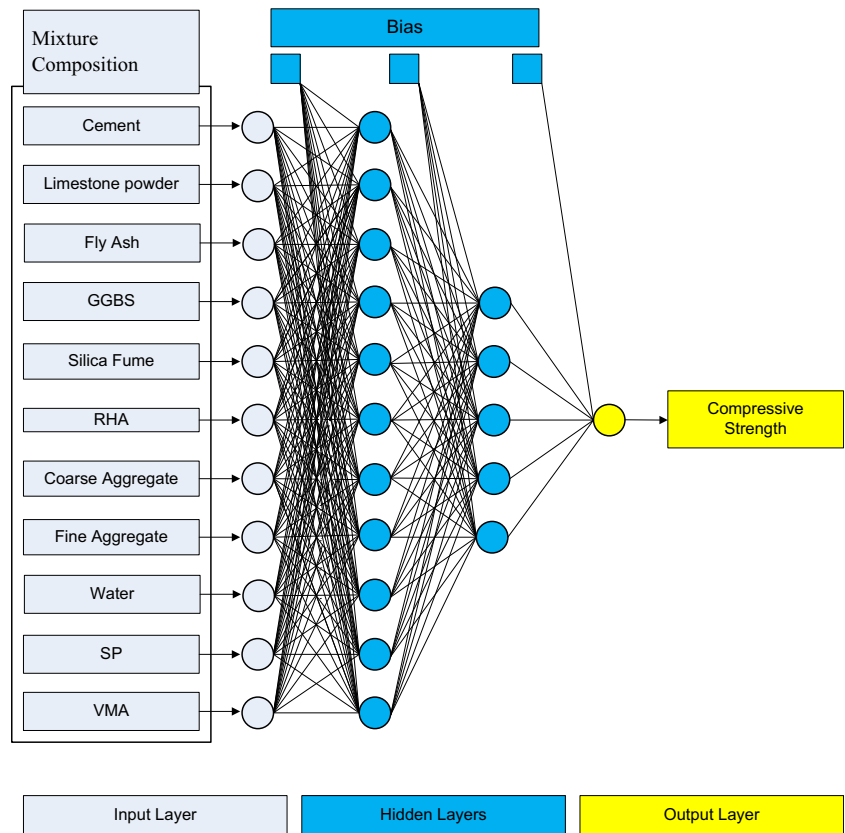 Mixture
Composition
Bias
Cement
Limestone powder
Fly Ash
GGBS
Silica Fume
RHA
Coarse Aggregate
Fine Aggregate
Water
SP
VMA
Compressive
Strength
Input Layer
Hidden Layers
Output Layer